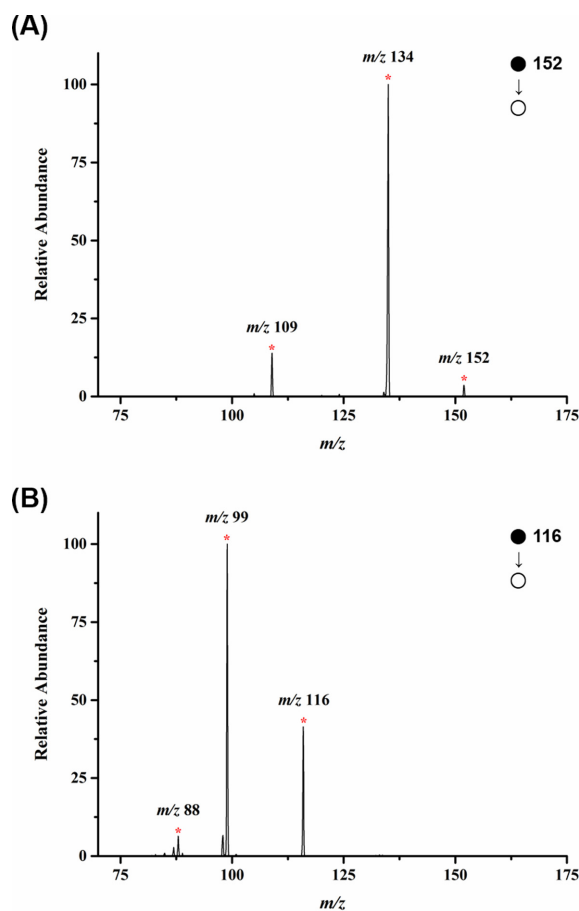 (A)
m/z 134
152
↓
100
75
50
25
0
Relative Abundance
*
m/z 109
*
m/z 152
*
75
100
125
150
175
m/z
(B)
m/z 99
116
↓
100
75
50
25
0
Relative Abundance
*
m/z 116
*
m/z 88
*
75
100
125
150
175
m/z